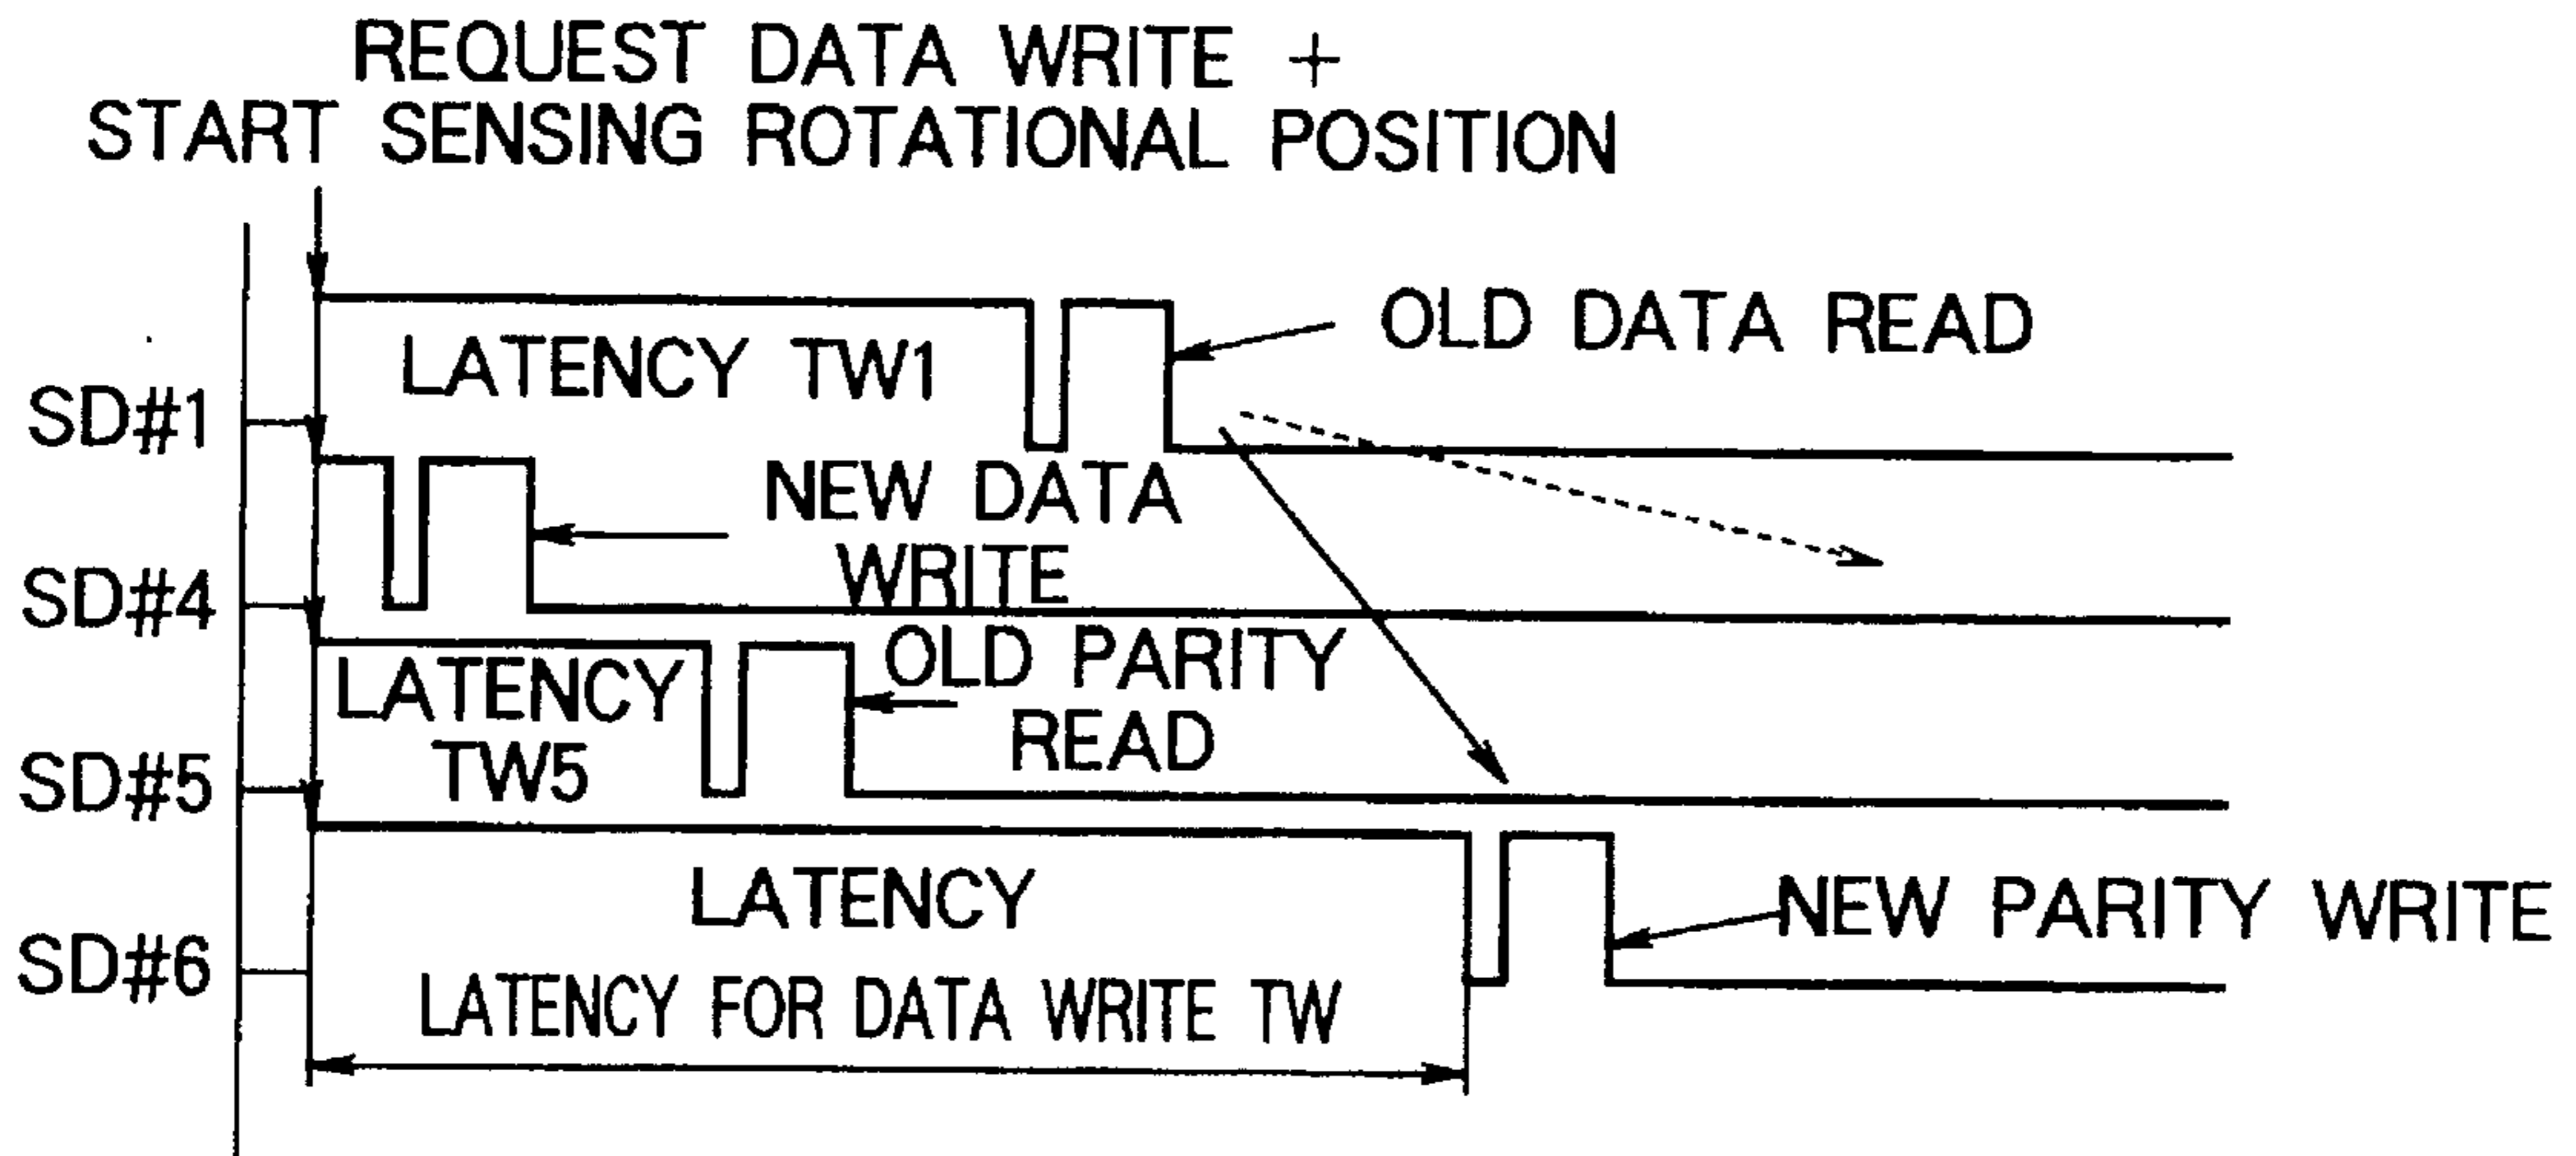 REQUEST DATA WRITE +
START SENSING ROTATIONAL POSITION
OLD DATA READ
LATENCY TW1
SD#1
NEW DATA
WRITE
SD#4
OLD PARITY
READ
LATENCY
TW5
SD#5
LATENCY
NEW PARITY WRITE
SD#6
LATENCY FOR DATA WRITE TW